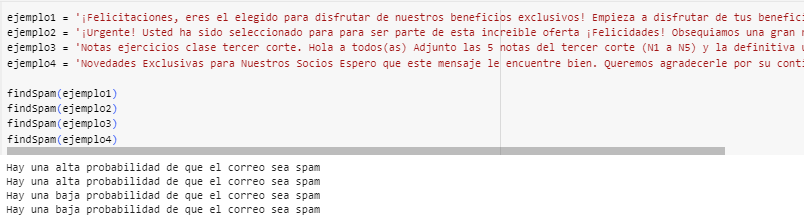 ejemplo1 = '¡Felicitaciones, eres el elegido para disfrutar de nuestros beneficios exclusivos! Empieza a disfrutar de tus
ejemplo2 = '¡Urgente! Usted ha sido seleccionado para para ser parte de esta increible oferta ¡Felicidades! Obsequiamos una gran
ejemplo3 = 'Notas ejercicios clase tercer corte. Hola a todos(as) Adjunto las 5 notas del tercer corte (N1 a N5) y la definitiva
ejemplo4 = 'Novedades Exclusivas para Nuestros Socios Espero que este mensaje le encuentre bien. Queremos agradecerle por su
findSpam(ejemplo1)
findSpam(ejemplo2)
findSpam(ejemplo3)
findSpam(ejemplo4)
Hay una alta probabilidad de que el correo sea spam
Hay una alta probabilidad de que el correo sea spam
Hay una baja probabilidad de que el correo sea spam
Hay una baja probabilidad de que el correo sea spam